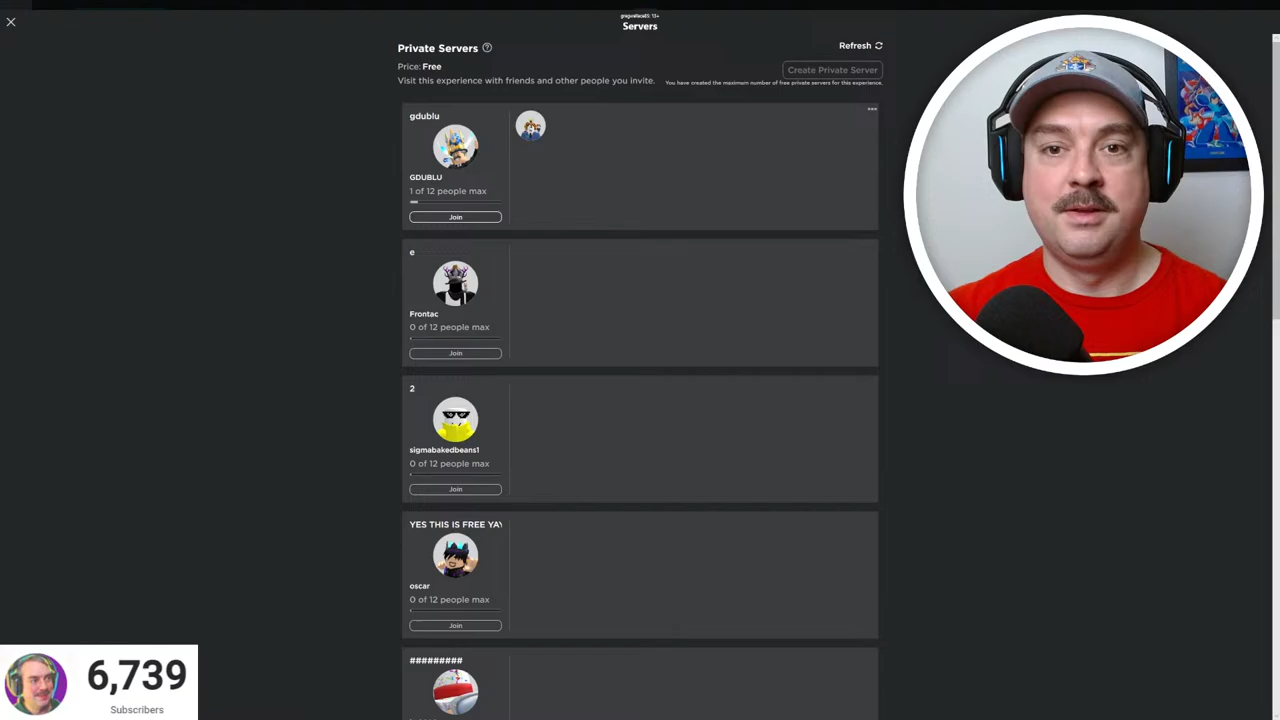 gregwallace85: 13+
Servers
Private Servers
Refresh
Price: Free
Create Private Server
Visit this experience with friends and other people you invite.
You have created the maximum number of free private servers for this experience.
gdublu
GDUBLU
1 of 12 people max
Join
e
Frontac
0 of 12 people max
Join
2
sigmabakedbeans1
0 of 12 people max
Join
YES THIS IS FREE YAY
oscar
0 of 12 people max
Join
#########
6,739
Subscribers